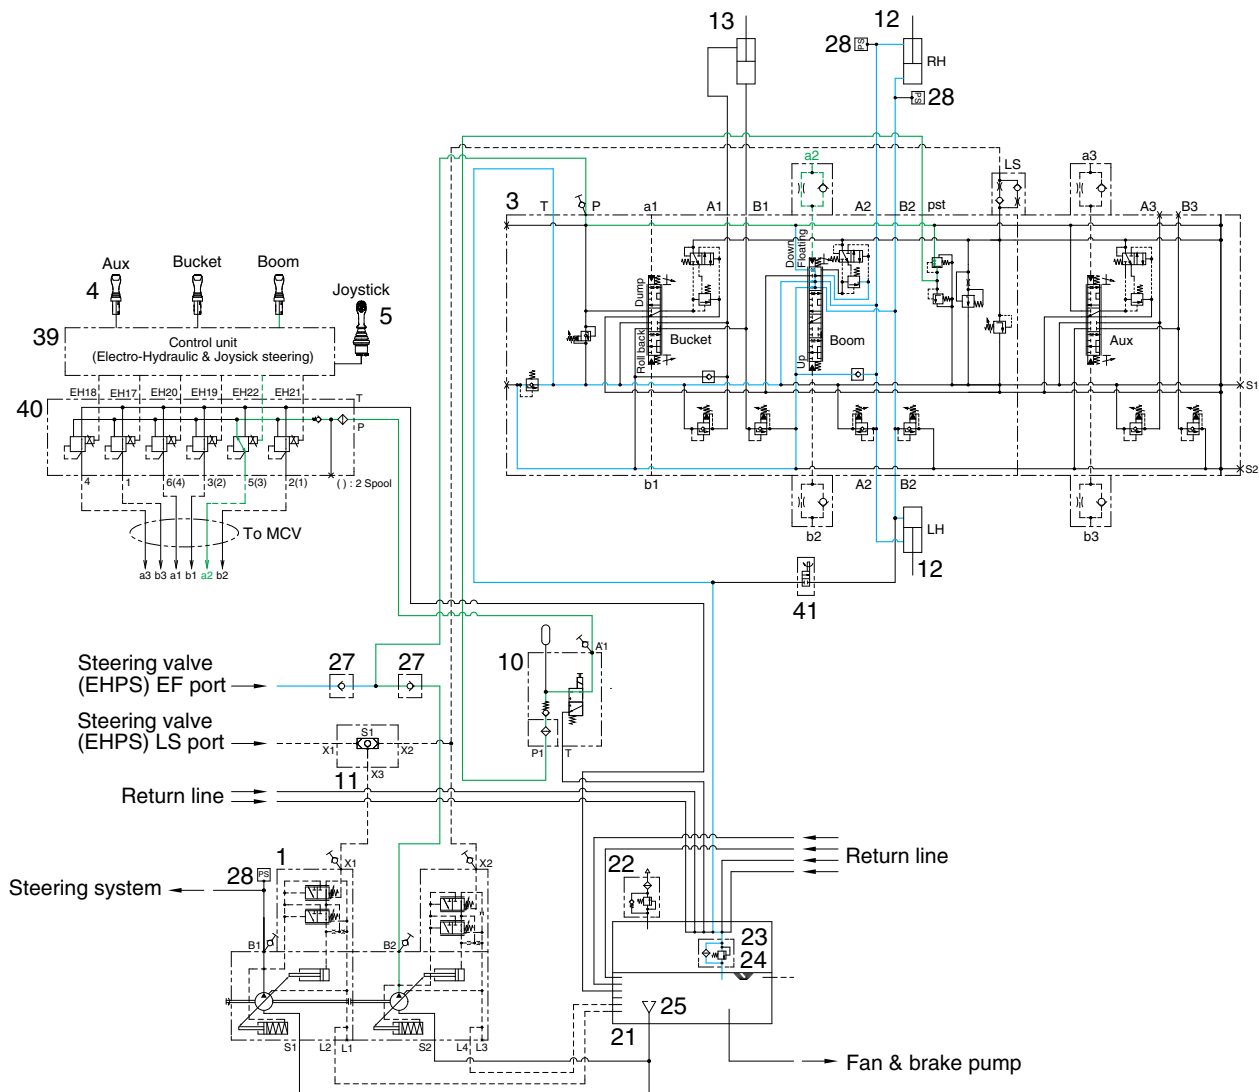 13
12
28
PS
RH
PS
28
a2
LS
a3
3
T
P
a1
A1
B1
A2
B2
pst
A3
B3
Down
Floating
Dump
Roll back
Bucket
Up
Boom
Aux
S1
S2
b1
A2
B2
b2
b3
LH
12
41
Aux
Bucket
Boom
Joystick
4
5
39
Control unit
(Electro-Hydraulic & Joysick steering)
EH18
EH17
EH20
EH19
EH22
EH21
T
40
P
4
1
6(4)
3(2)
5(3)
2(1)
( ) : 2 Spool
To MCV
a3
b3
a1
b1
a2
b2
Steering valve
(EHPS) EF port
27
27
10
A1
Steering valve
(EHPS) LS port
S1
X1
X2
X3
11
P1
T
Return line
Return line
1
X1
X2
28
PS
Steering system
22
B1
B2
23
24
25
21
S1
L2
L1
S2
L4
L3
Fan & brake pump